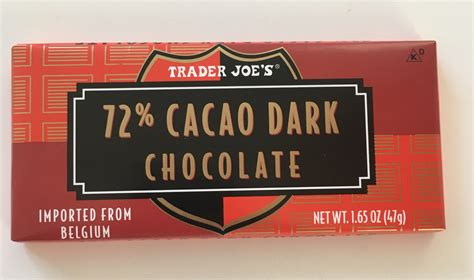 TRADER JOE'S®
72% CACAO DARK
CHOCOLATE
IMPORTED FROM
BELGIUM
NET WT. 1.65 OZ (47g)
K D